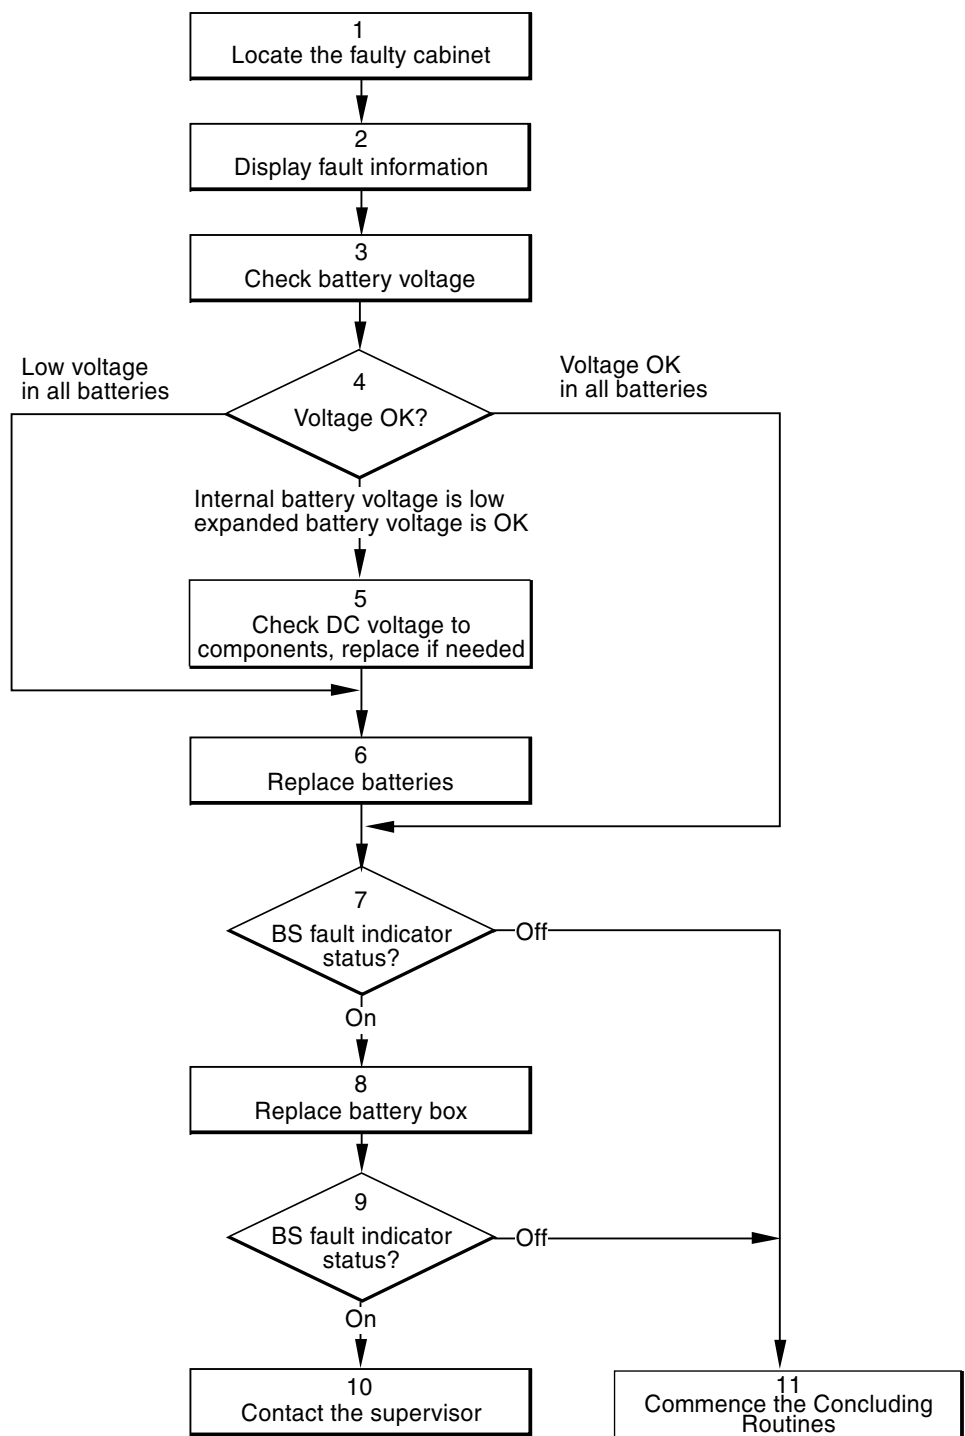 1
Locate the faulty cabinet
2
Display fault information
3
Check battery voltage
Low voltage
in all batteries
4
Voltage OK?
Voltage OK
in all batteries
Internal battery voltage is low
expanded battery voltage is OK
5
Check DC voltage to
components, replace if needed
6
Replace batteries
7
BS fault indicator
status?
Off
On
8
Replace battery box
9
BS fault indicator
status?
Off
On
10
Contact the supervisor
11
Commence the Concluding
Routines